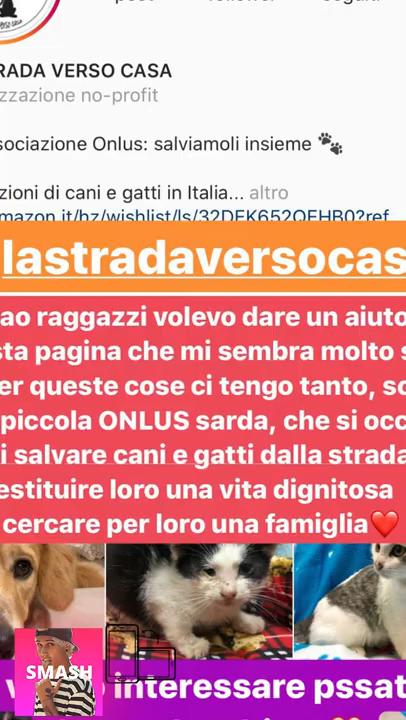 RADA VERSO CASA
zzazione no-profit
sociazione Onlus: salviamoli insieme 🐾
zioni di cani e gatti in Italia... altro
mazon.it/hz/wishlist/ls/32DEK652QEHB0?ref
lastradaversocas
ao raggazzi volevo dare un aiuto
sta pagina che mi sembra molto s
er queste cose ci tengo tanto, so
piccola ONLUS sarda, che si occ
i salvare cani e gatti dalla strada
estituire loro una vita dignitosa
cercare per loro una famiglia❤️
SMASH
interessare pssat